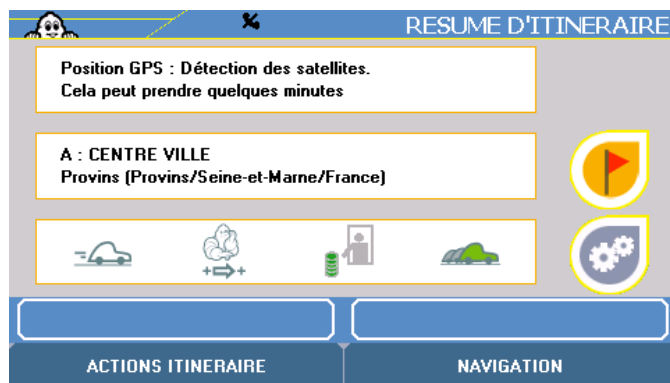 RESUME D'ITINERAIRE
Position GPS : Détection des satellites.
Cela peut prendre quelques minutes
A : CENTRE VILLE
Provins (Provins/Seine-et-Marne/France)
ACTIONS ITINERAIRE
NAVIGATION